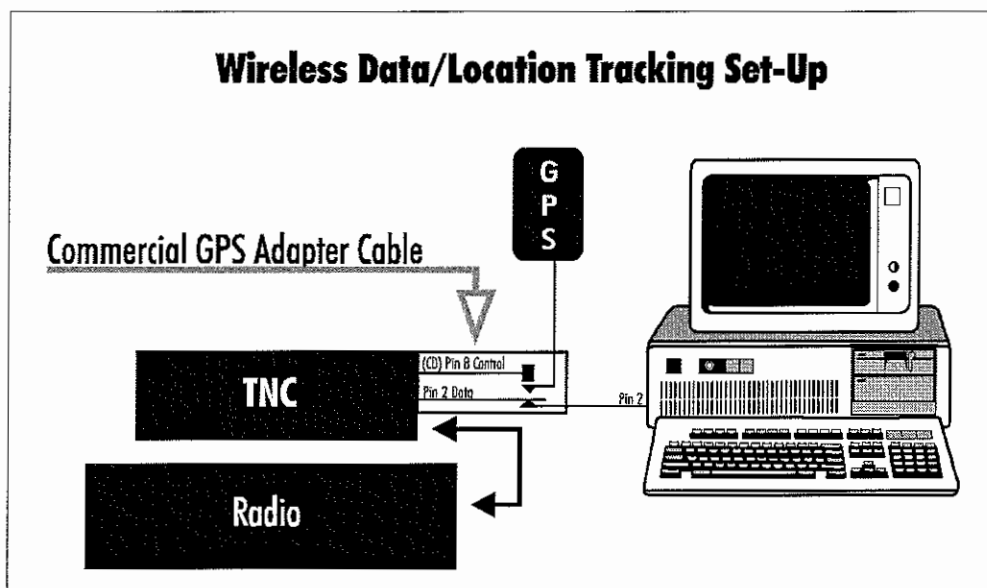 Wireless Data/Location Tracking Set-Up
GPS
Commercial GPS Adapter Cable
(CD) Pin 8 Control
TNC
Pin 2 Data
Pin 2
Radio